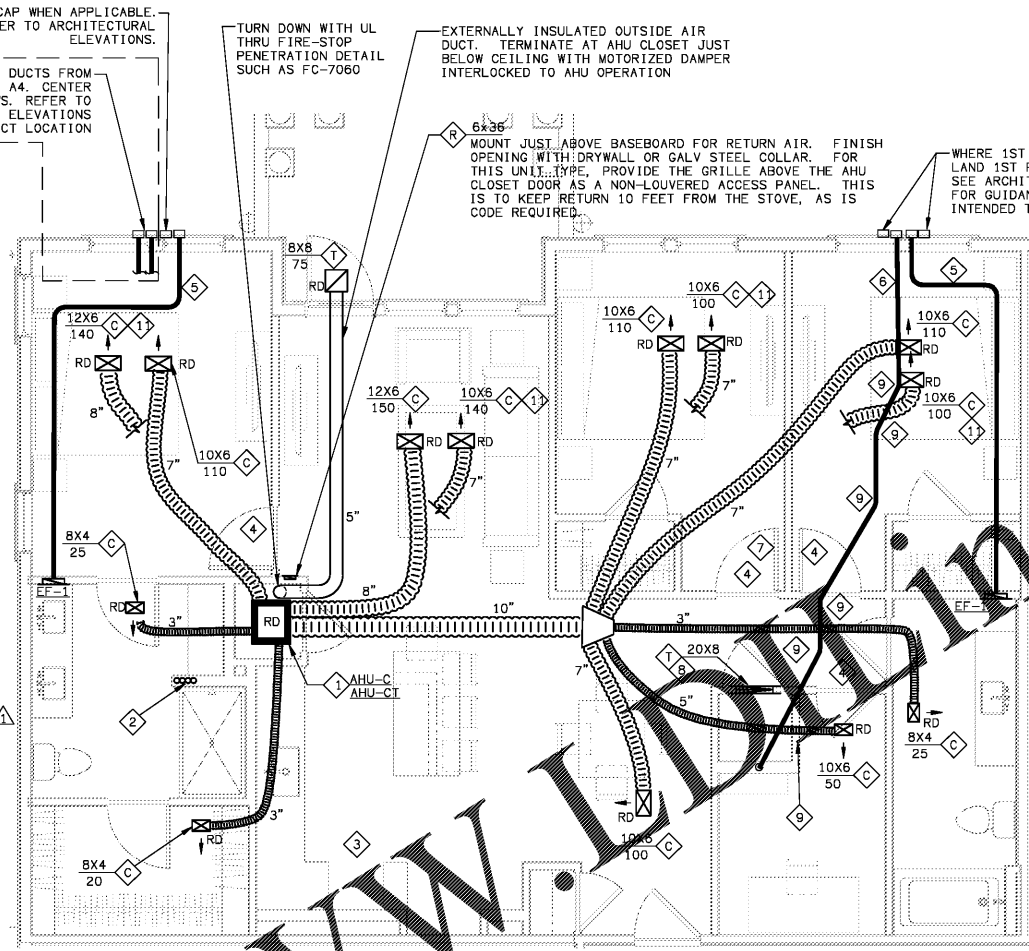 CAP WHEN APPLICABLE.
ER TO ARCHITECTURAL
ELEVATIONS.
DUCTS FROM
A4. CENTER
S. REFER TO
ELEVATIONS
CT LOCATION
TURN DOWN WITH UL
THRU FIRE-STOP
PENETRATION DETAIL
SUCH AS FC-7060
EXTERNALLY INSULATED OUTSIDE AIR
DUCT. TERMINATE AT AHU CLOSET JUST
BELOW CEILING WITH MOTORIZED DAMPER
INTERLOCKED TO AHU OPERATION
R 6x36
MOUNT JUST ABOVE BASEBOARD FOR RETURN AIR. FINISH
OPENING WITH DRYWALL OR GALV STEEL COLLAR. FOR
THIS UNIT TYPE, PROVIDE THE GRILLE ABOVE THE AHU
CLOSET DOOR AS A NON-LOUVERED ACCESS PANEL. THIS
IS TO KEEP RETURN 10 FEET FROM THE STOVE, AS IS
CODE REQUIRED.
WHERE 1ST
LAND 1ST
SEE ARCHIT
FOR GUIDAN
INTENDED T
8X8
75
T
RD
5
6
5
12X6
140
C
11
RD
RD
8"
7"
10X6
110
C
5"
4
12X6
150
C
10X6
140
C
11
RD
RD
7"
8"
10X6
110
C
10X6
100
C
11
RD
RD
7"
7"
10X6
110
C
RD
9
RD
10X6
100
C
11
9
9
7"
7
4
4
8X4
25
C
EF-1
RD
3"
RD
10"
3"
9
EF-1
1
AHU-C
AHU-CT
2
1
3"
8X4
20
C
RD
3
7"
T
8
20X8
9
4
5"
RD
10X6
50
C
9
RD
8X4
25
C
RD
10X6
100
C
WW LDHIn